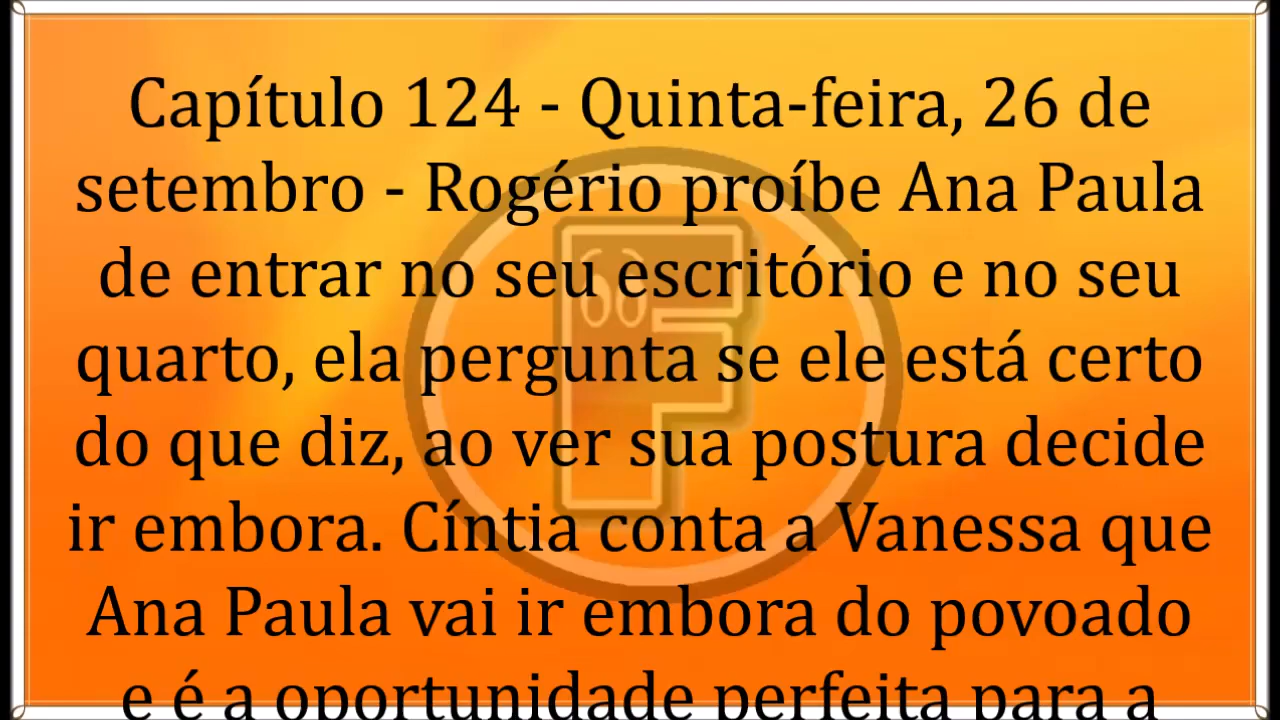 Capítulo 124 - Quinta-feira, 26 de
setembro - Rogério proíbe Ana Paula
de entrar no seu escritório e no seu
quarto, ela pergunta se ele está certo
do que diz, ao ver sua postura decide
ir embora. Cíntia conta a Vanessa que
Ana Paula vai ir embora do povoado
e é a oportunidade perfeita para a